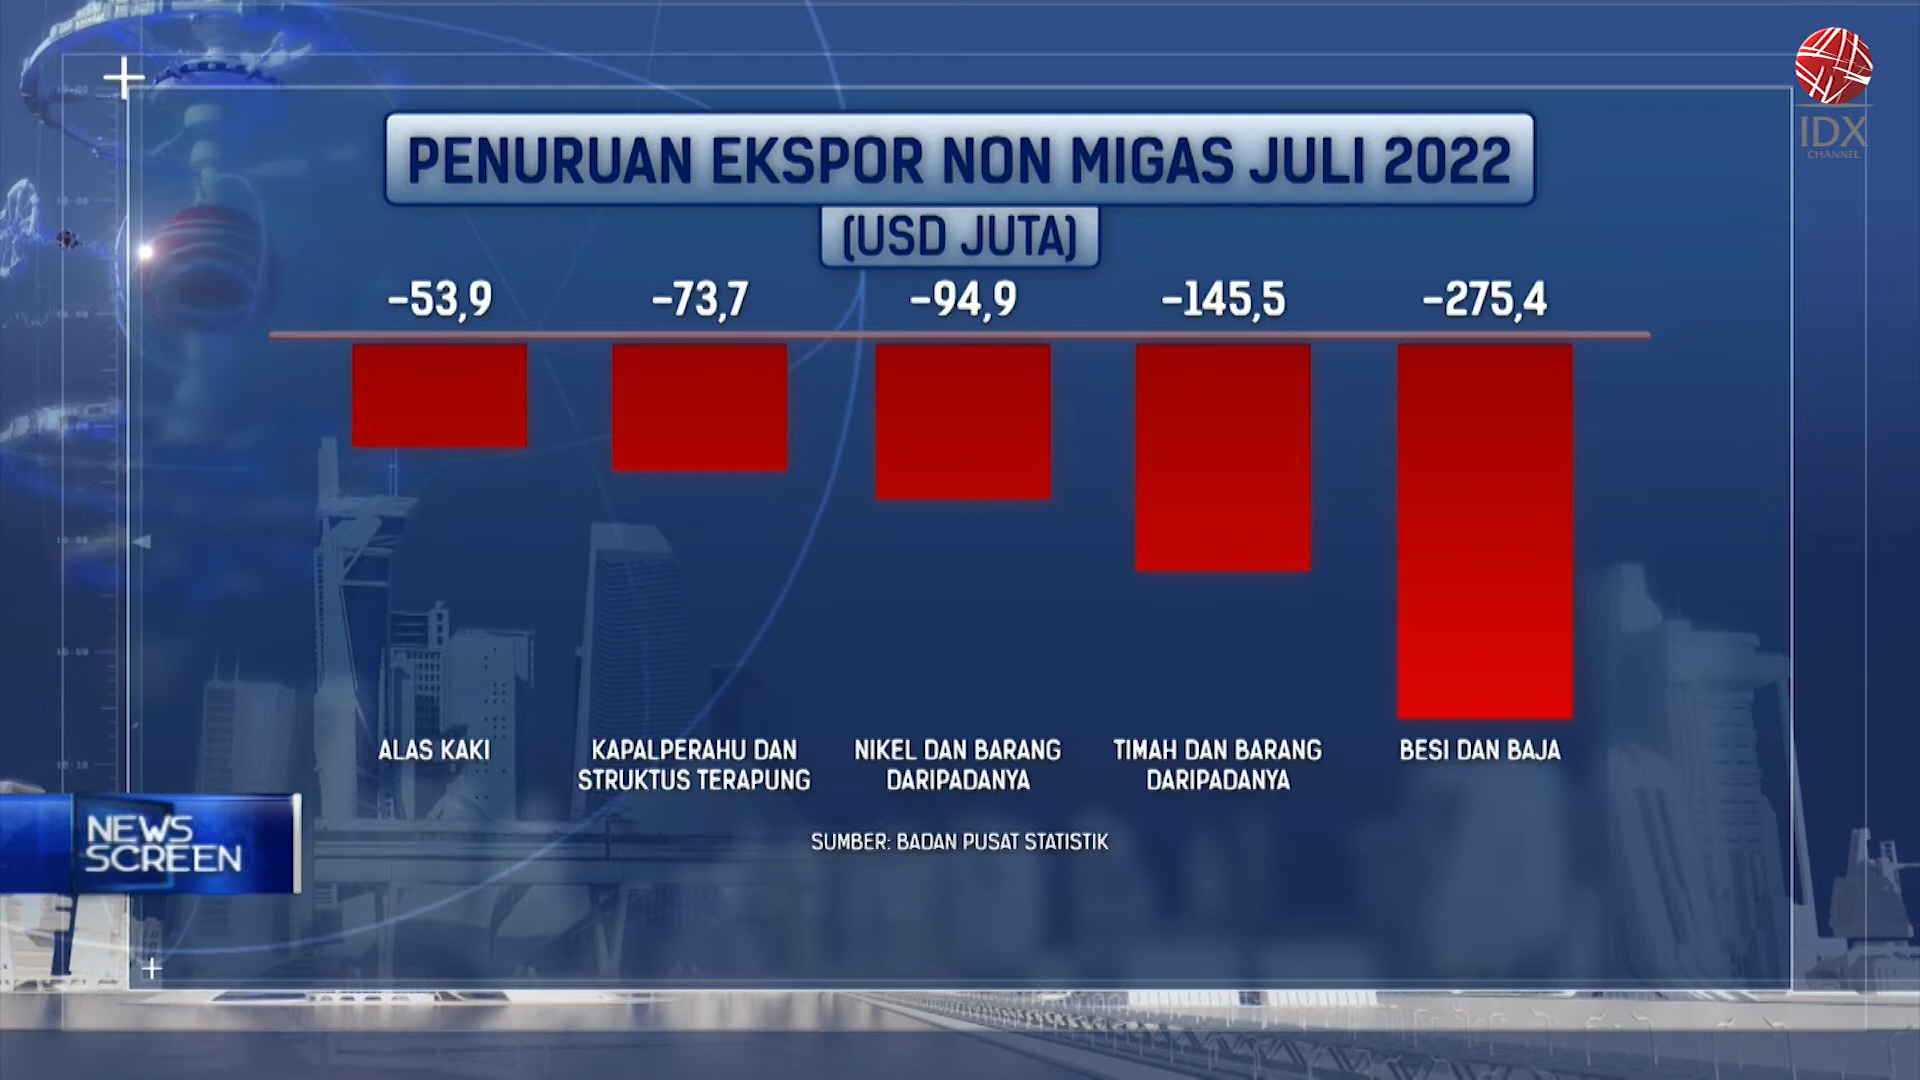 IDX
CHANNEL
PENURUAN EKSPOR NON MIGAS JULI 2022
(USD JUTA)
-53,9
-73,7
-94,9
-145,5
-275,4
ALAS KAKI
KAPALPERAHU DAN
STRUKTUS TERAPUNG
NIKEL DAN BARANG
DARIPADANYA
TIMAH DAN BARANG
DARIPADANYA
BESI DAN BAJA
SUMBER: BADAN PUSAT STATISTIK
NEWS
SCREEN